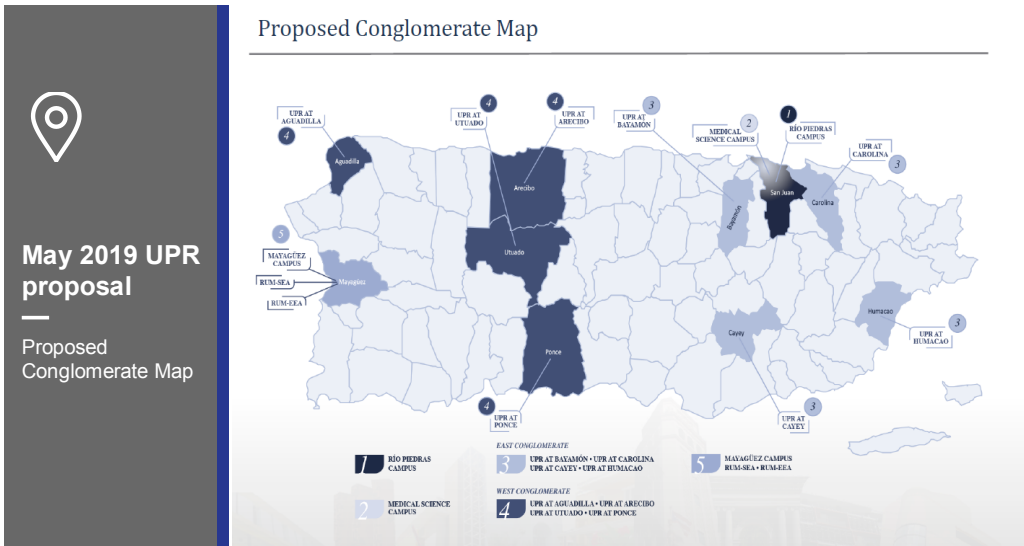 May 2019 UPR
proposal
Proposed
Conglomerate Map
Proposed Conglomerate Map
UPR AT
AGUADILLA
4
Aguadilla
4
UPR AT
UTUADO
4
UPR AT
ARECIBO
Arecibo
Utuado
3
UPR AT
BAYAMÓN
Bayamón
2
MEDICAL
SCIENCE CAMPUS
1
RÍO PIEDRAS
CAMPUS
San Juan
UPR AT
CAROLINA
3
Carolina
5
MAYAGÜEZ
CAMPUS
RUM-SEA
RUM-EEA
Mayagüez
Ponce
4
UPR AT
PONCE
Cayey
3
UPR AT
CAYEY
Humacao
3
UPR AT
HUMACAO
1
RÍO PIEDRAS
CAMPUS
2
MEDICAL SCIENCE
CAMPUS
EAST CONGLOMERATE
3
UPR AT BAYAMÓN • UPR AT CAROLINA
UPR AT CAYEY • UPR AT HUMACAO
WEST CONGLOMERATE
4
UPR AT AGUADILLA • UPR AT ARECIBO
UPR AT UTUADO • UPR AT PONCE
5
MAYAGÜEZ CAMPUS
RUM-SEA • RUM-EEA